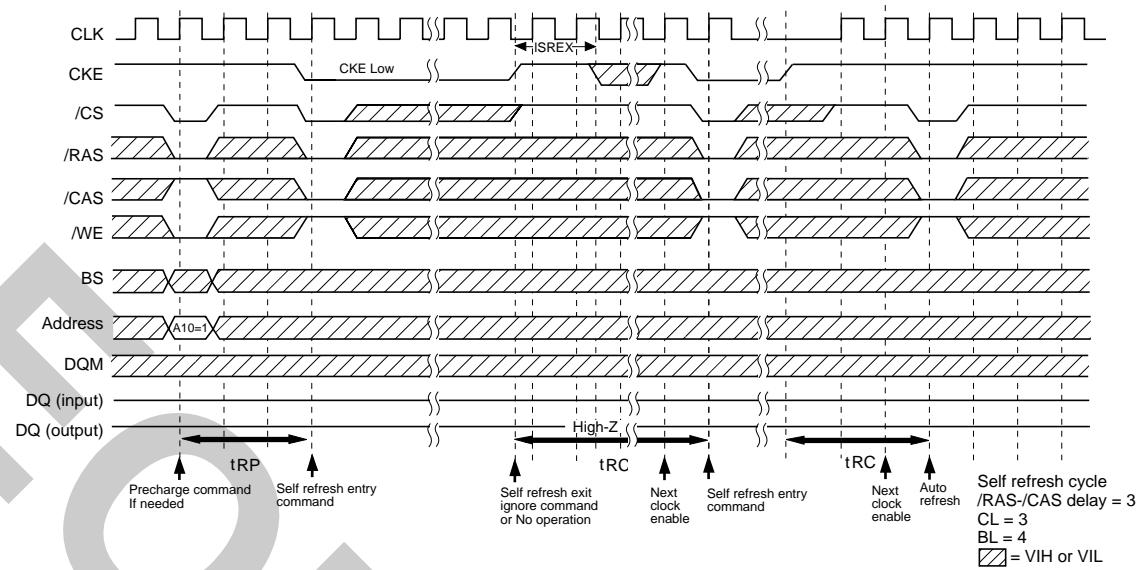 CLK
ISREX
CKE
CKE Low
/CS
/RAS
/CAS
/WE
BS
Address
A10=1
DQM
DQ (input)
DQ (output)
High-Z
tRP
tRC
tRC
Precharge command
If needed
Self refresh entry
command
Self refresh exit
ignore command
or No operation
Next
clock
enable
Self refresh entry
command
Next
clock
enable
Auto
refresh
Self refresh cycle
/RAS-/CAS delay = 3
CL = 3
BL = 4
= VIH or VIL